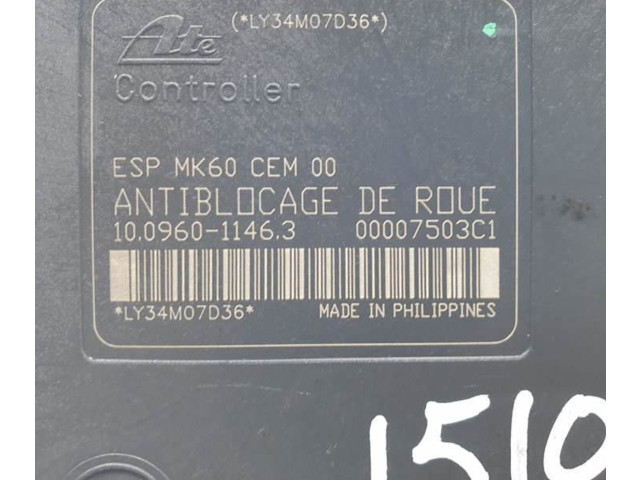 (*LY34M07D36*)
Ate
Controller
ESP MK60 CEM 00
ANTIBLOCAGE DE ROUE
10.0960-1146.3 00007503C1
*LY34M07D36* MADE IN PHILIPPINES
1510